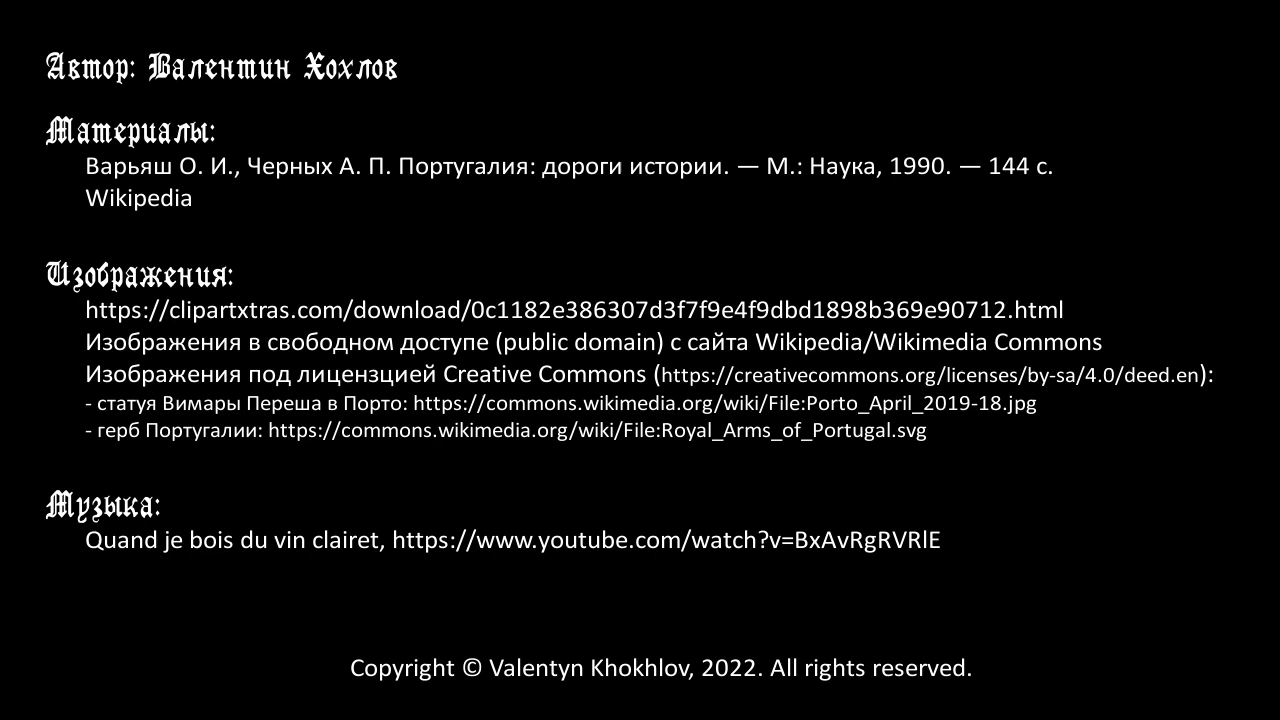 Автор: Валентин Хохлов
Материалы:
Варьяш О. И., Черных А. П. Португалия: дороги истории. — М.: Наука, 1990. — 144 с.
Wikipedia
Изображения:
https://clipartxtras.com/download/0c1182e386307d3f7f9e4f9dbd1898b369e90712.html
Изображения в свободном доступе (public domain) с сайта Wikipedia/Wikimedia Commons
Изображения под лицензцией Creative Commons (https://creativecommons.org/licenses/by-sa/4.0/deed.en):
- статуя Вимары Переша в Порто: https://commons.wikimedia.org/wiki/File:Porto_April_2019-18.jpg
- герб Португалии: https://commons.wikimedia.org/wiki/File:Royal_Arms_of_Portugal.svg
Музыка:
Quand je bois du vin clairet, https://www.youtube.com/watch?v=BxAvRgRVRlE
Copyright © Valentyn Khokhlov, 2022. All rights reserved.